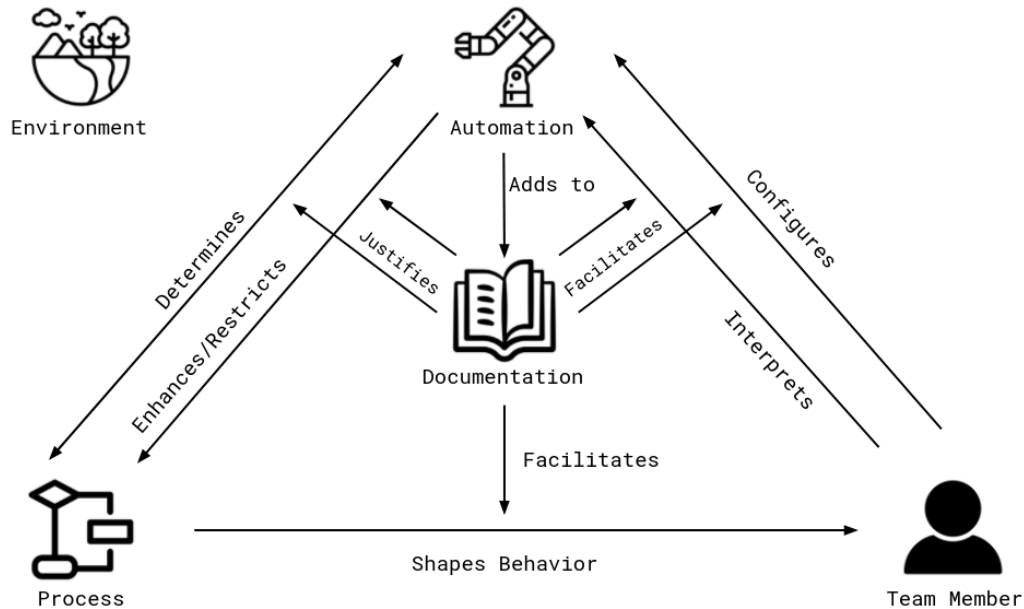 Environment
Automation
Adds to
Configures
Determines
Justifies
Facilitates
Enhances/Restricts
Interprets
Documentation
Facilitates
Shapes Behavior
Process
Team Member